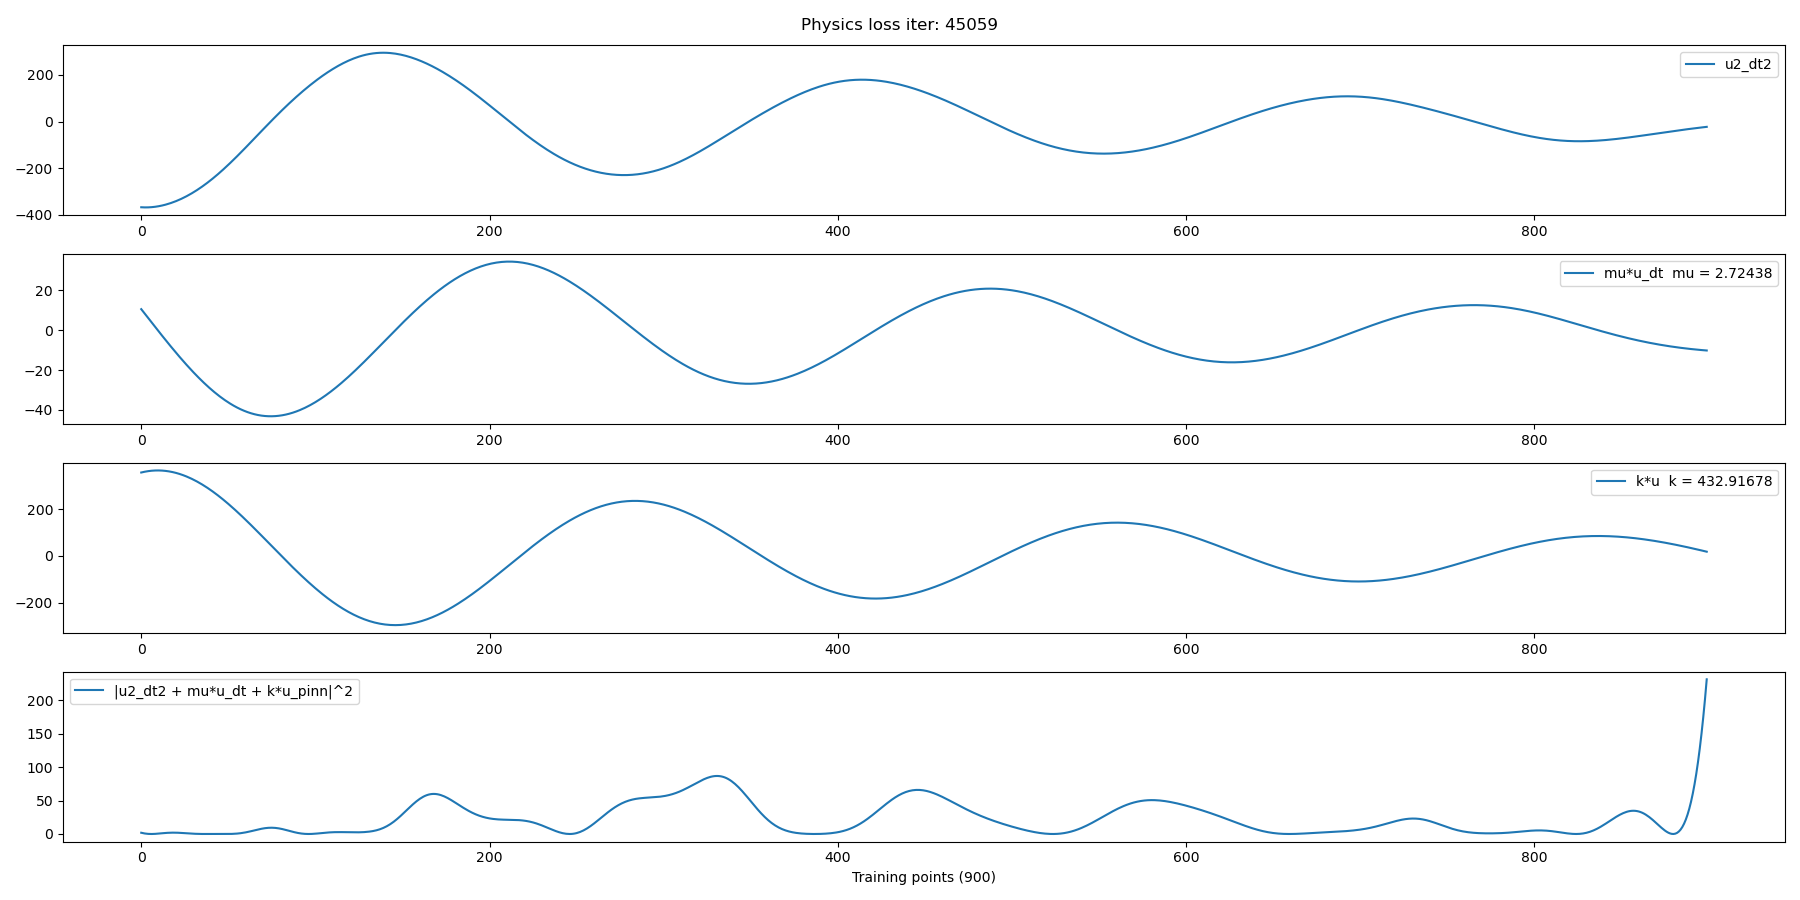 Physics loss iter: 45059
200
0
−200
−400
u2_dt2
0 200 400 600 800
20
0
−20
−40
mu*u_dt  mu = 2.72438
0 200 400 600 800
200
0
−200
k*u  k = 432.91678
0 200 400 600 800
200
150
100
50
0
|u2_dt2 + mu*u_dt + k*u_pinn|^2
0 200 400 600 800
Training points (900)